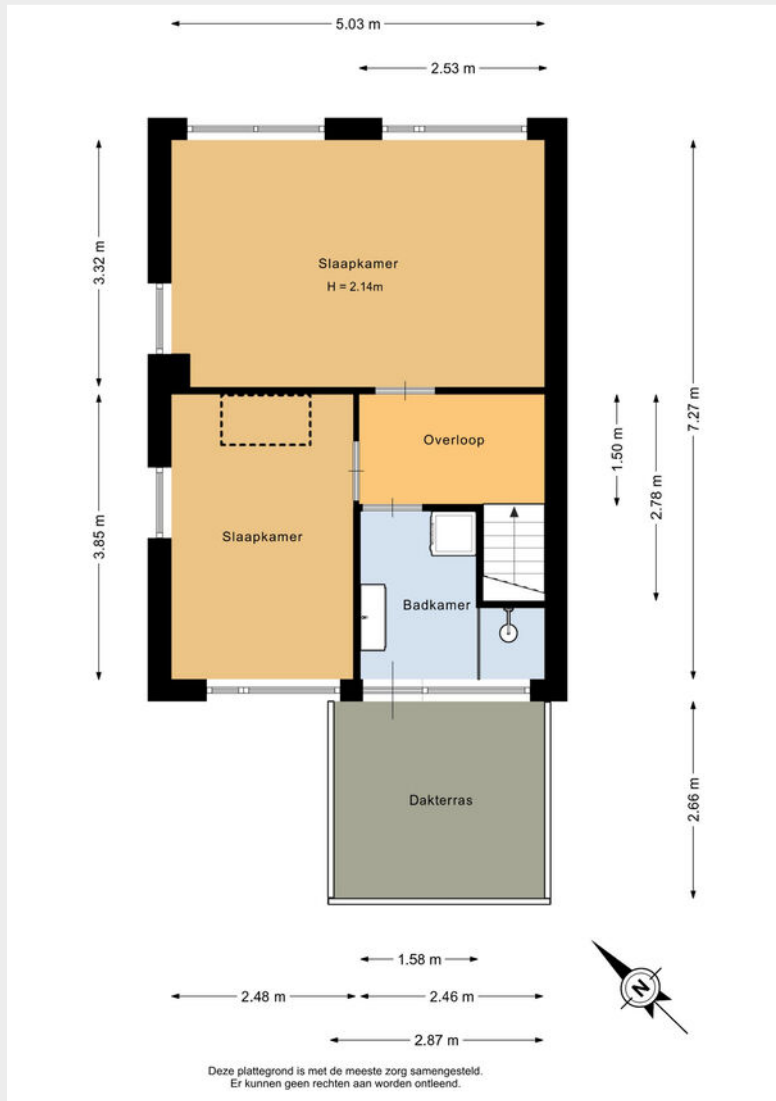 5.03 m
2.53 m
3.32 m
Slaapkamer
H = 2.14m
7.27 m
Overloop
1.50 m
2.78 m
3.85 m
Slaapkamer
Badkamer
Dakterras
2.66 m
1.58 m
N
2.48 m
2.46 m
2.87 m
Deze plattegrond is met de meeste zorg samengesteld.
Er kunnen geen rechten aan worden ontleend.